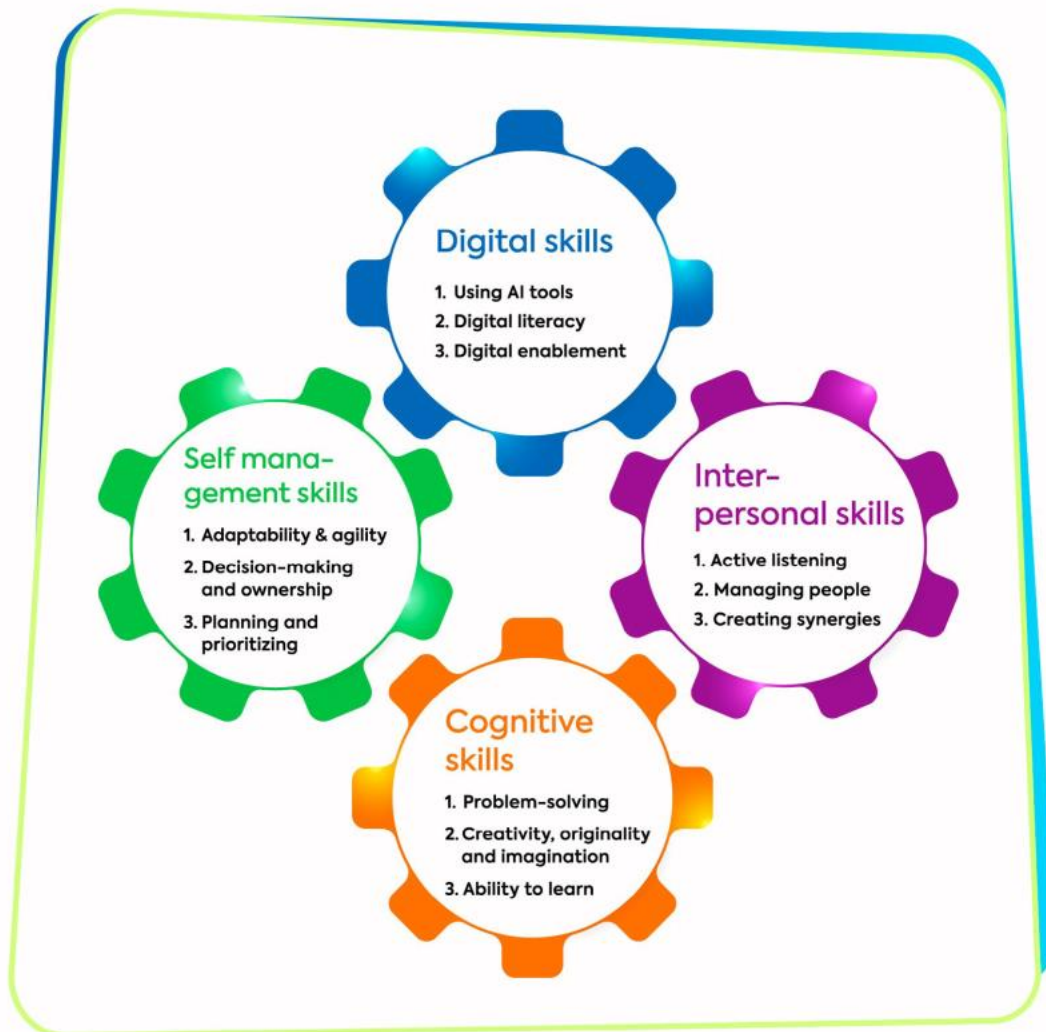 Digital skills
1. Using AI tools
2. Digital literacy
3. Digital enablement
Self mana-
gement skills
1. Adaptability & agility
2. Decision-making
and ownership
3. Planning and
prioritizing
Inter-
personal skills
1. Active listening
2. Managing people
3. Creating synergies
Cognitive
skills
1. Problem-solving
2. Creativity, originality
and imagination
3. Ability to learn